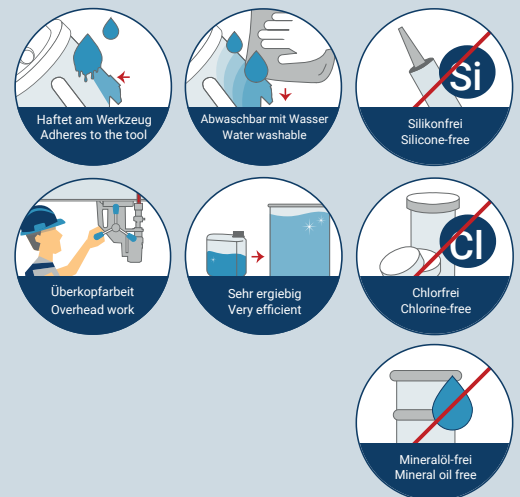 Haftet am Werkzeug
Adheres to the tool
Abwaschbar mit Wasser
Water washable
Si
Silikonfrei
Silicone-free
Überkopfarbeit
Overhead work
Sehr ergiebig
Very efficient
Cl
Chlorfrei
Chlorine-free
Mineralöl-frei
Mineral oil free